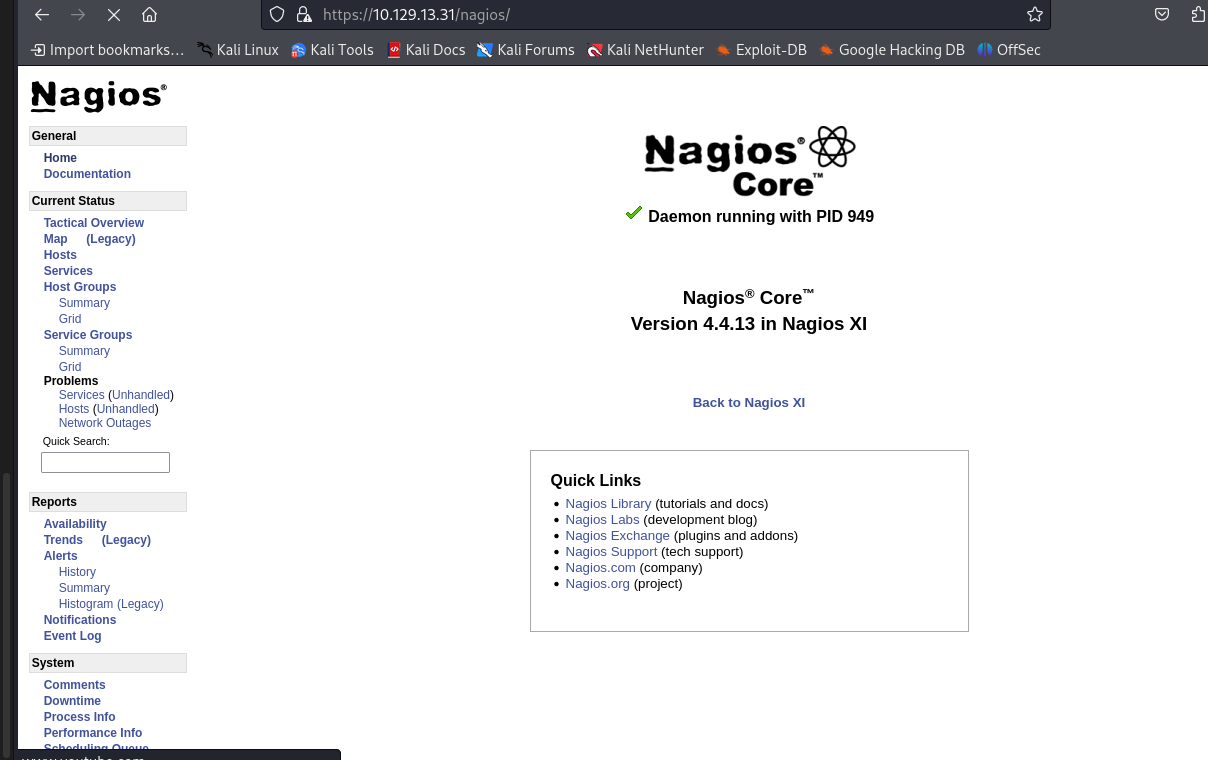 https://10.129.13.31/nagios/
Import bookmarks... Kali Linux Kali Tools Kali Docs Kali Forums Kali NetHunter Exploit-DB Google Hacking DB OffSec
Nagios®
General
Home
Documentation
Current Status
Tactical Overview
Map (Legacy)
Hosts
Services
Host Groups
Summary
Grid
Service Groups
Summary
Grid
Problems
Services (Unhandled)
Hosts (Unhandled)
Network Outages
Quick Search:
Reports
Availability
Trends (Legacy)
Alerts
History
Summary
Histogram (Legacy)
Notifications
Event Log
System
Comments
Downtime
Process Info
Performance Info
Scheduling Queue
www.youtube.com
Nagios®
Core™
Daemon running with PID 949
Nagios® Core™
Version 4.4.13 in Nagios XI
Back to Nagios XI
Quick Links
Nagios Library (tutorials and docs)
Nagios Labs (development blog)
Nagios Exchange (plugins and addons)
Nagios Support (tech support)
Nagios.com (company)
Nagios.org (project)